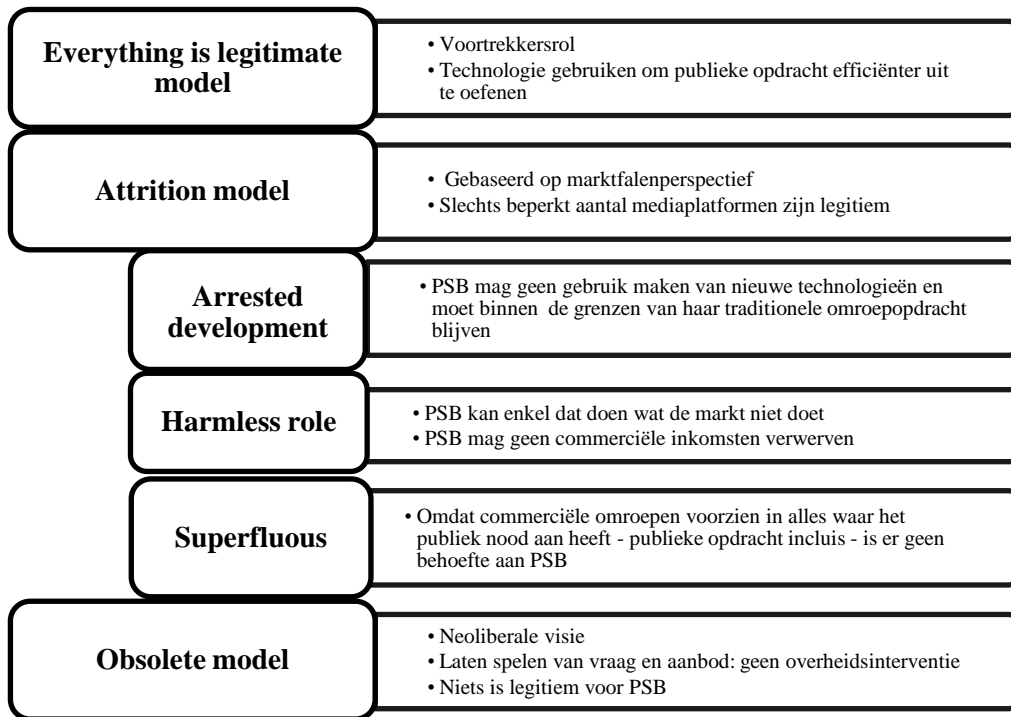 Everything is legitimate
model
• Voortrekkersrol
• Technologie gebruiken om publieke opdracht efficiënter uit
te oefenen
Attrition model
• Gebaseerd op marktfalenperspectief
• Slechts beperkt aantal mediaplatformen zijn legitiem
Arrested
development
• PSB mag geen gebruik maken van nieuwe technologieën en
moet binnen de grenzen van haar traditionele omroepopdracht
blijven
Harmless role
• PSB kan enkel dat doen wat de markt niet doet
• PSB mag geen commerciële inkomsten verwerven
Superfluous
• Omdat commerciële omroepen voorzien in alles waar het
publiek nood aan heeft - publieke opdracht incluis - is er geen
behoefte aan PSB
Obsolete model
• Neoliberale visie
• Laten spelen van vraag en aanbod: geen overheidsinterventie
• Niets is legitiem voor PSB